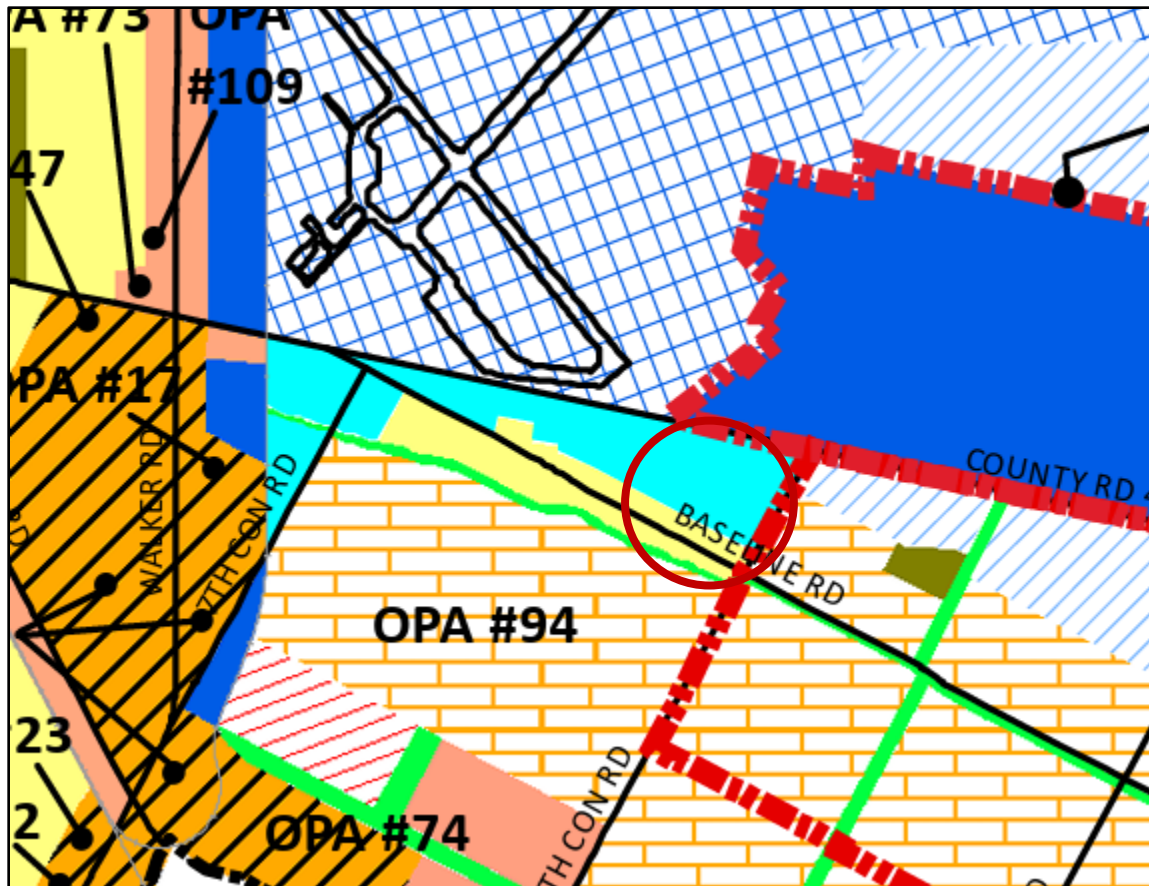 A #73
OPA
#109
47
PA #17
WALKER RD
7TH CON RD
COUNTY RD
BASELINE RD
OPA #94
23
2
OPA #74
TH CON RD